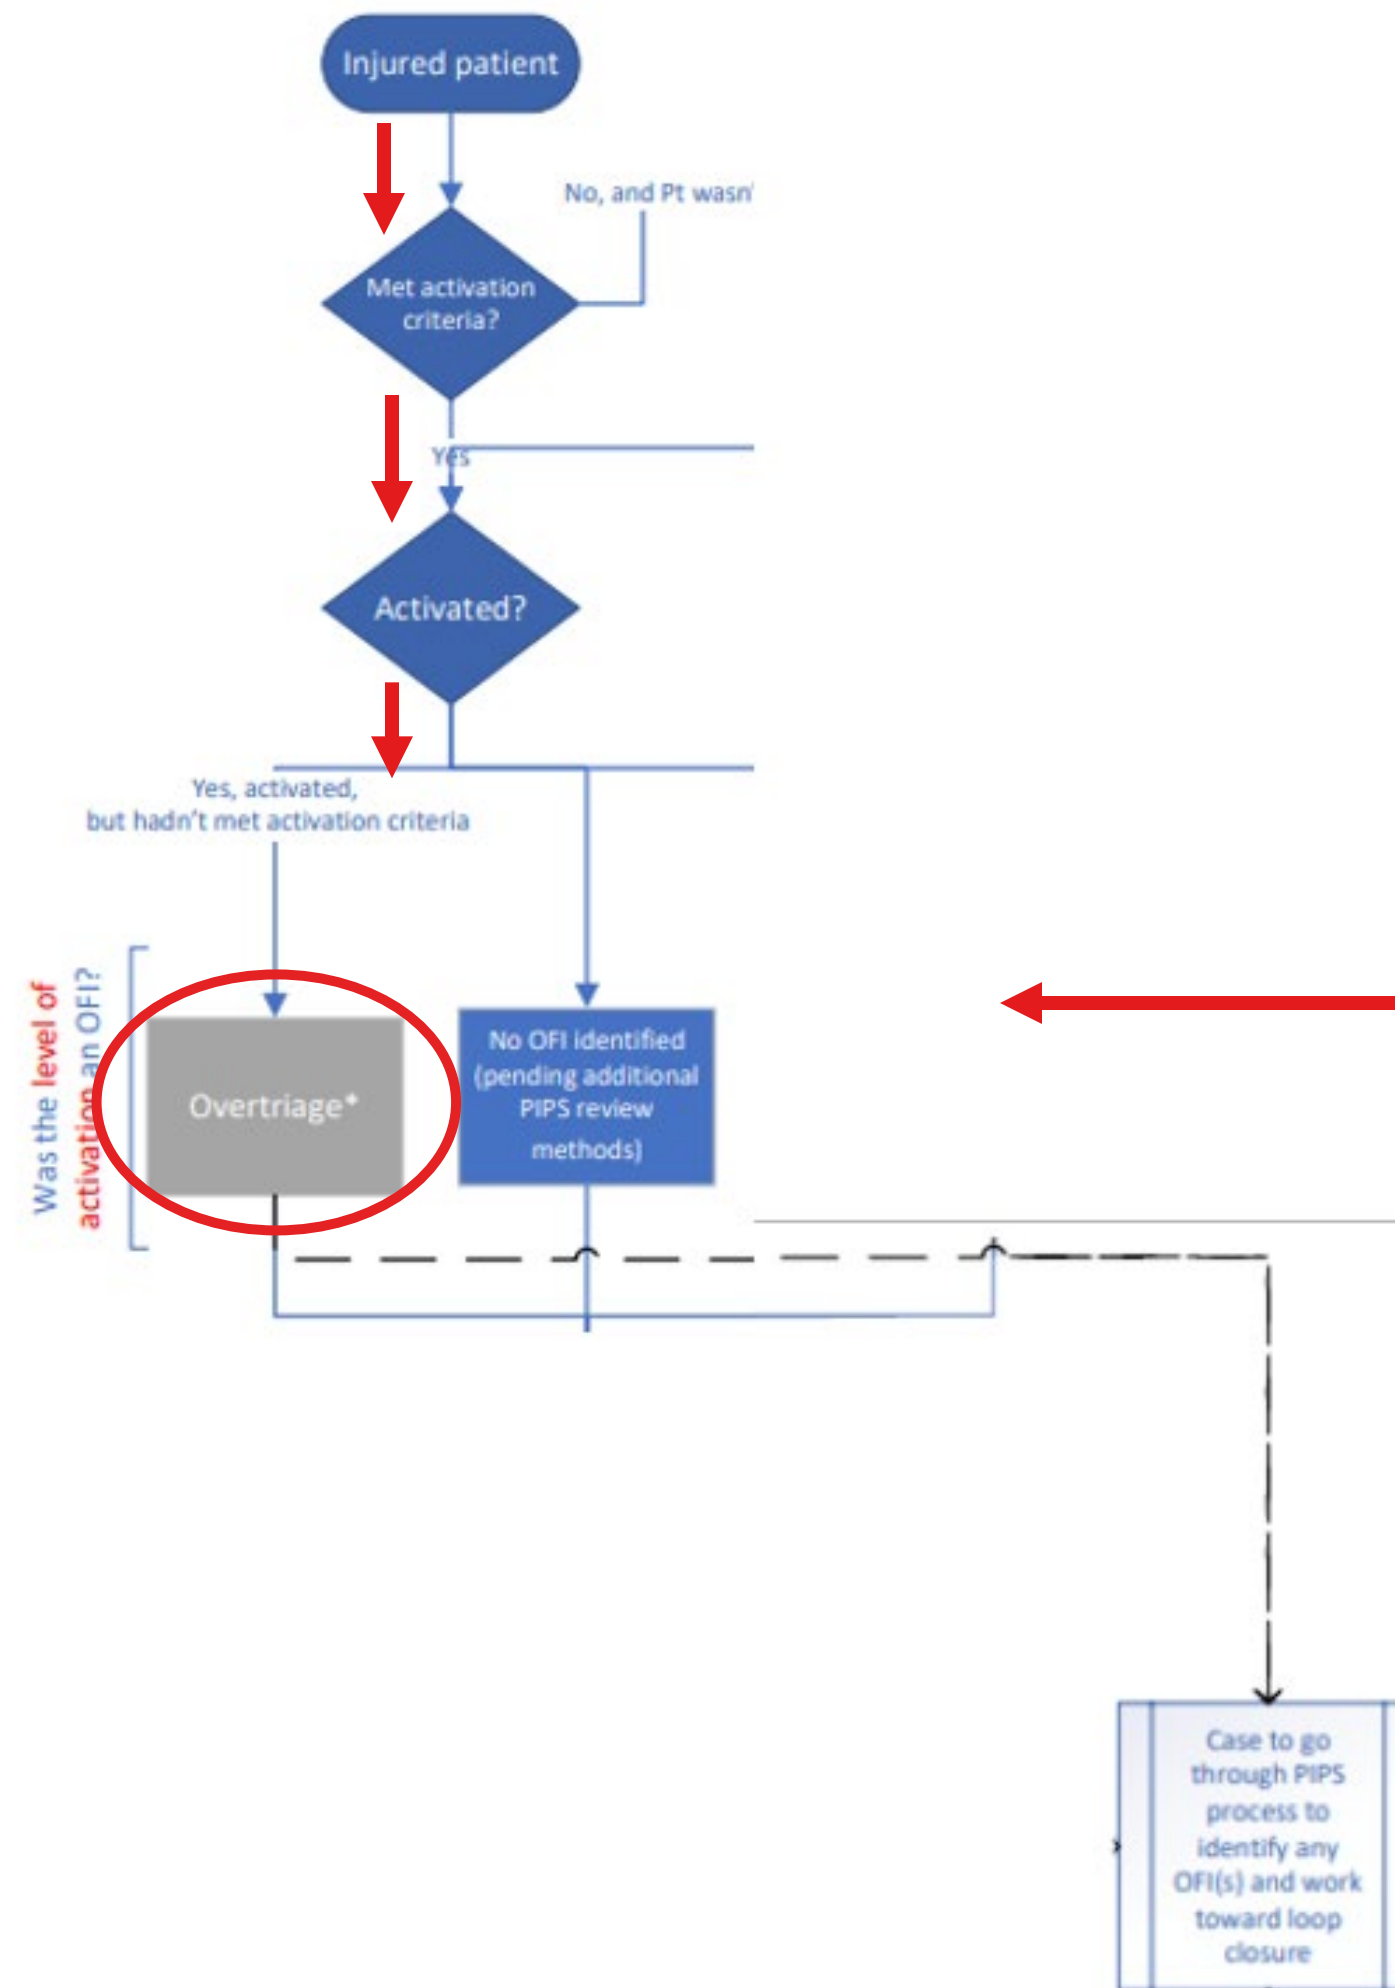 Injured patient
No, and Pt wasn'
Met activation
criteria?
Yes
Activated?
Yes, activated,
but hadn't met activation criteria
Was the level of
activation an OFI?
Overtriage*
No OFI identified
(pending additional
PIPS review
methods)
Case to go
through PIPS
process to
identify any
OFI(s) and work
toward loop
closure